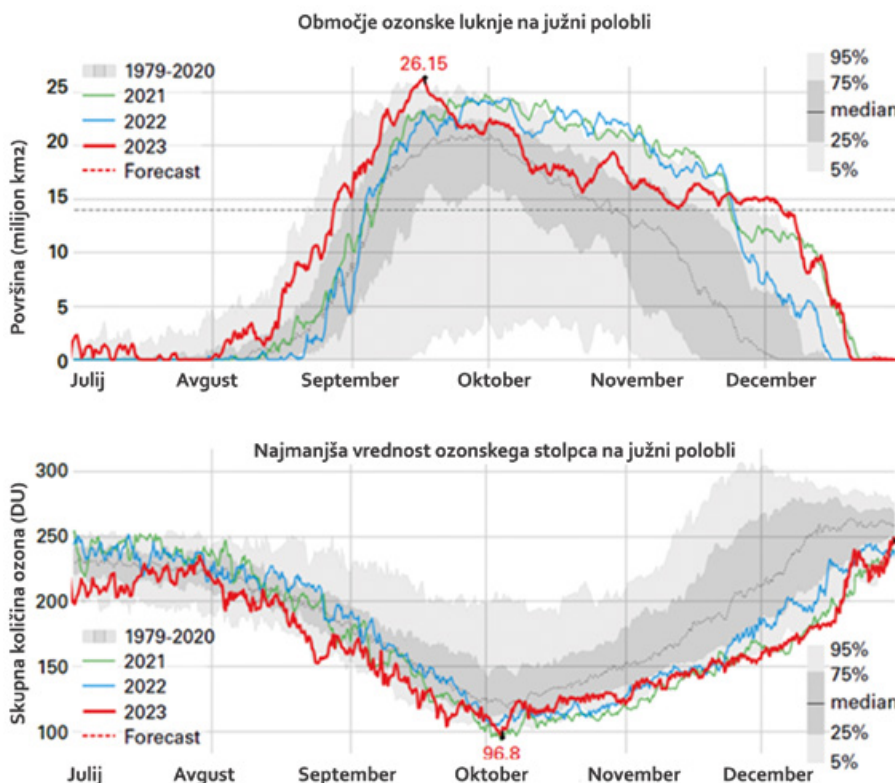 Območje ozonske luknje na južni polobli
26.15
1979-2020
2021
2022
2023
Forecast
95%
75%
median
25%
5%
Površina (milijon km2)
25
20
15
10
5
0
Julij Avgust September Oktober November December
Najmanjša vrednost ozonskega stolpca na južni polobli
Skupna količina ozona (DU)
300
250
200
150
100
1979-2020
2021
2022
2023
Forecast
96.8
95%
75%
median
25%
5%
Julij Avgust September Oktober November December